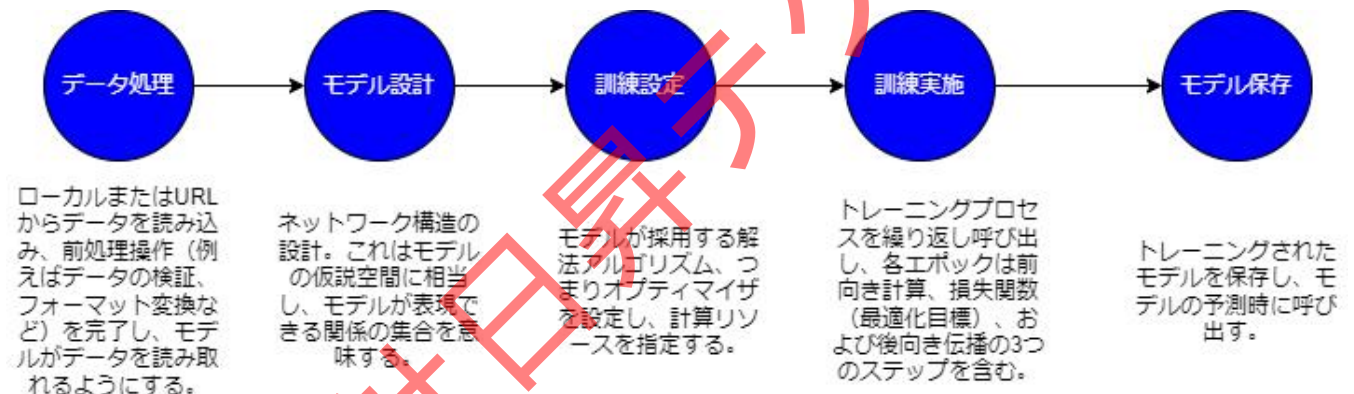 データ処理
モデル設計
訓練設定
訓練実施
モデル保存
ローカルまたはURL
からデータを読み込
み、前処理操作（例
えばデータの検証、
フォーマット変換な
ど）を完了し、モデ
ルがデータを読み取
れるようにする。
ネットワーク構造の
設計。これはモデル
の仮説空間に相当
し、モデルが表現で
きる関係の集合を意
味する。
モデルが採用する解
法アルゴリズム、つ
まりオプティマイザ
を設定し、計算リソ
ースを指定する。
トレーニングプロセ
スを繰り返し呼び出
し、各エポックは前
向き計算、損失関数
（最適化目標）、お
よび後向き伝播の3つ
のステップを含む。
トレーニングされた
モデルを保存し、モ
デルの予測時に呼び
出す。